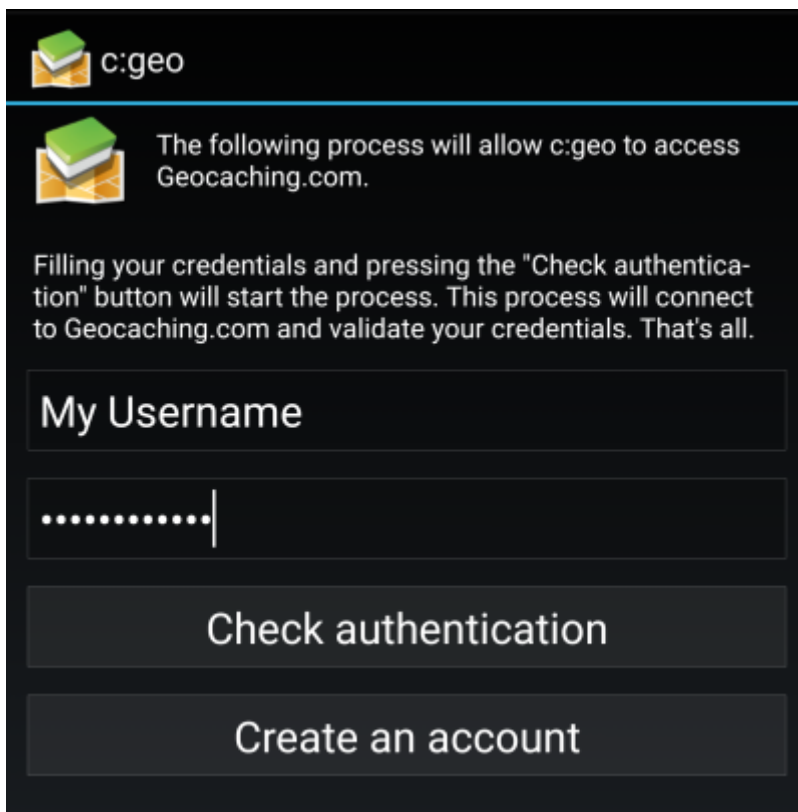 c:geo
The following process will allow c:geo to access
Geocaching.com.
Filling your credentials and pressing the "Check authentica-
tion" button will start the process. This process will connect
to Geocaching.com and validate your credentials. That's all.
My Username
••••••••••••
Check authentication
Create an account